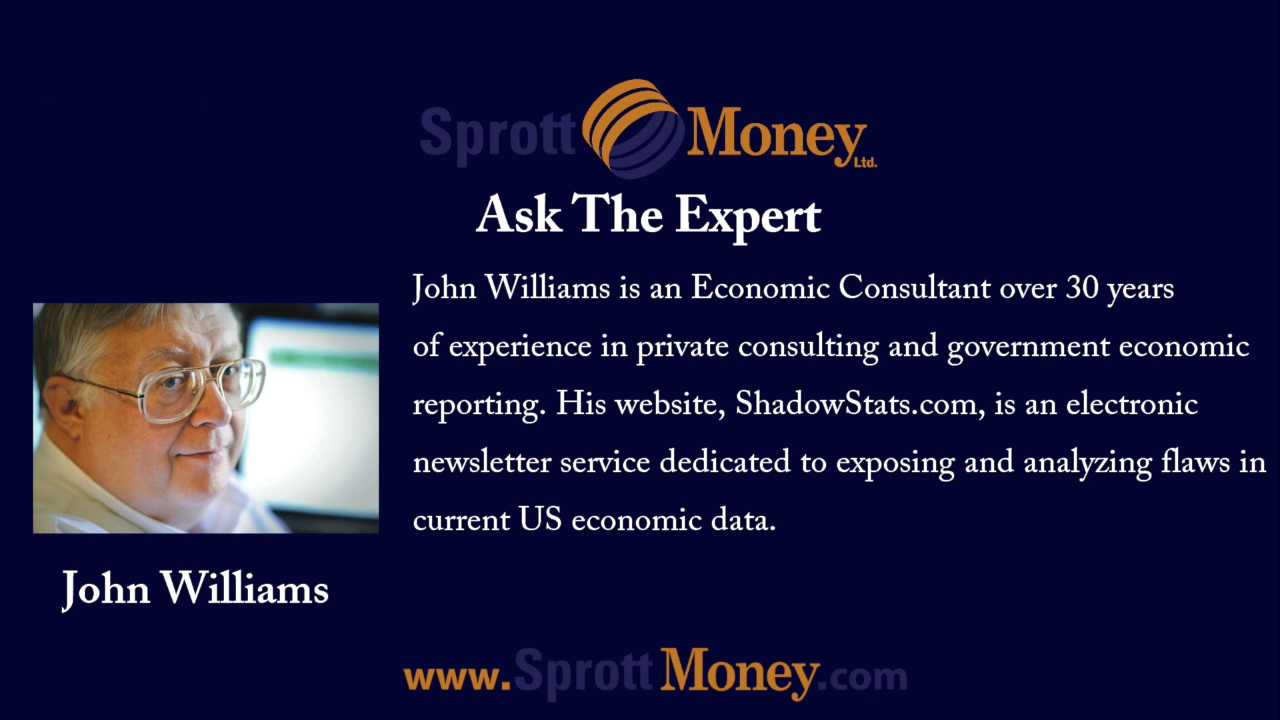 Sprott Money Ltd.
Ask The Expert
John Williams is an Economic Consultant over 30 years
of experience in private consulting and government economic
reporting. His website, ShadowStats.com, is an electronic
newsletter service dedicated to exposing and analyzing flaws in
current US economic data.
John Williams
www.SprottMoney.com